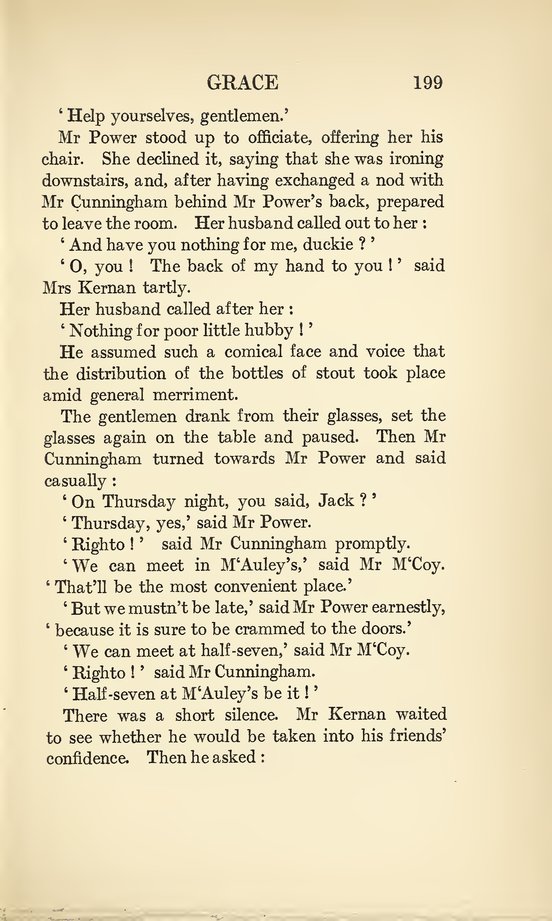 GRACE 199
‘ Help yourselves, gentlemen.’
Mr Power stood up to officiate, offering her his
chair. She declined it, saying that she was ironing
downstairs, and, after having exchanged a nod with
Mr Cunningham behind Mr Power’s back, prepared
to leave the room. Her husband called out to her :
‘ And have you nothing for me, duckie ? ’
‘ O, you ! The back of my hand to you ! ’ said
Mrs Kernan tartly.
Her husband called after her :
‘ Nothing for poor little hubby ! ’
He assumed such a comical face and voice that
the distribution of the bottles of stout took place
amid general merriment.
The gentlemen drank from their glasses, set the
glasses again on the table and paused. Then Mr
Cunningham turned towards Mr Power and said
casually :
‘ On Thursday night, you said, Jack ? ’
‘ Thursday, yes,’ said Mr Power.
‘ Righto ! ’ said Mr Cunningham promptly.
‘ We can meet in M‘Auley’s,’ said Mr M‘Coy.
‘ That’ll be the most convenient place.’
‘ But we mustn’t be late,’ said Mr Power earnestly,
‘ because it is sure to be crammed to the doors.’
‘ We can meet at half-seven,’ said Mr M‘Coy.
‘ Righto ! ’ said Mr Cunningham.
‘ Half-seven at M‘Auley’s be it ! ’
There was a short silence. Mr Kernan waited
to see whether he would be taken into his friends’
confidence. Then he asked :